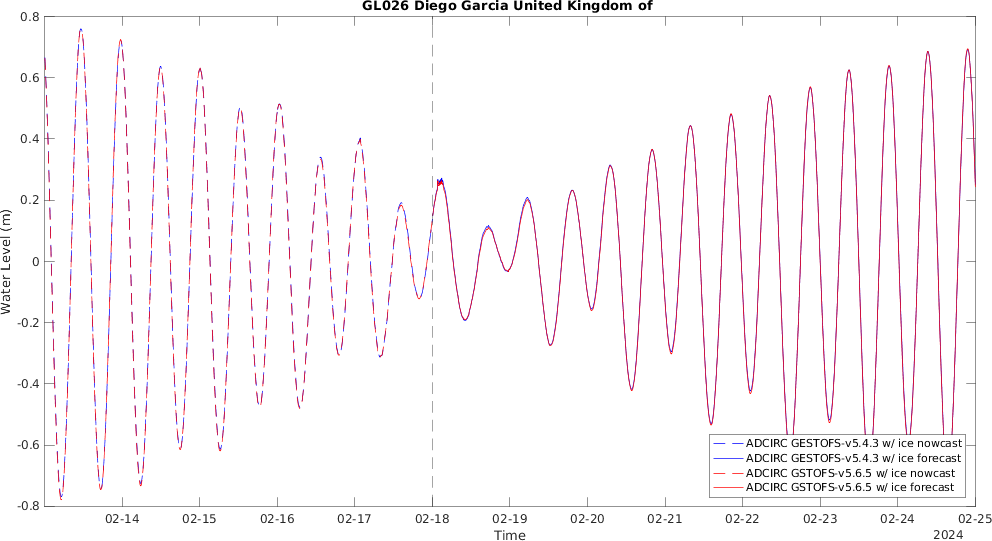 GL026 Diego Garcia United Kingdom of
0.8
0.6
0.4
0.2
0
-0.2
-0.4
-0.6
-0.8
Water Level (m)
ADCIRC GESTOFS-v5.4.3 w/ ice nowcast
ADCIRC GESTOFS-v5.4.3 w/ ice forecast
ADCIRC GSTOFS-v5.6.5 w/ ice nowcast
ADCIRC GSTOFS-v5.6.5 w/ ice forecast
02-14 02-15 02-16 02-17 02-18 02-19 02-20 02-21 02-22 02-23 02-24 02-25
Time
2024